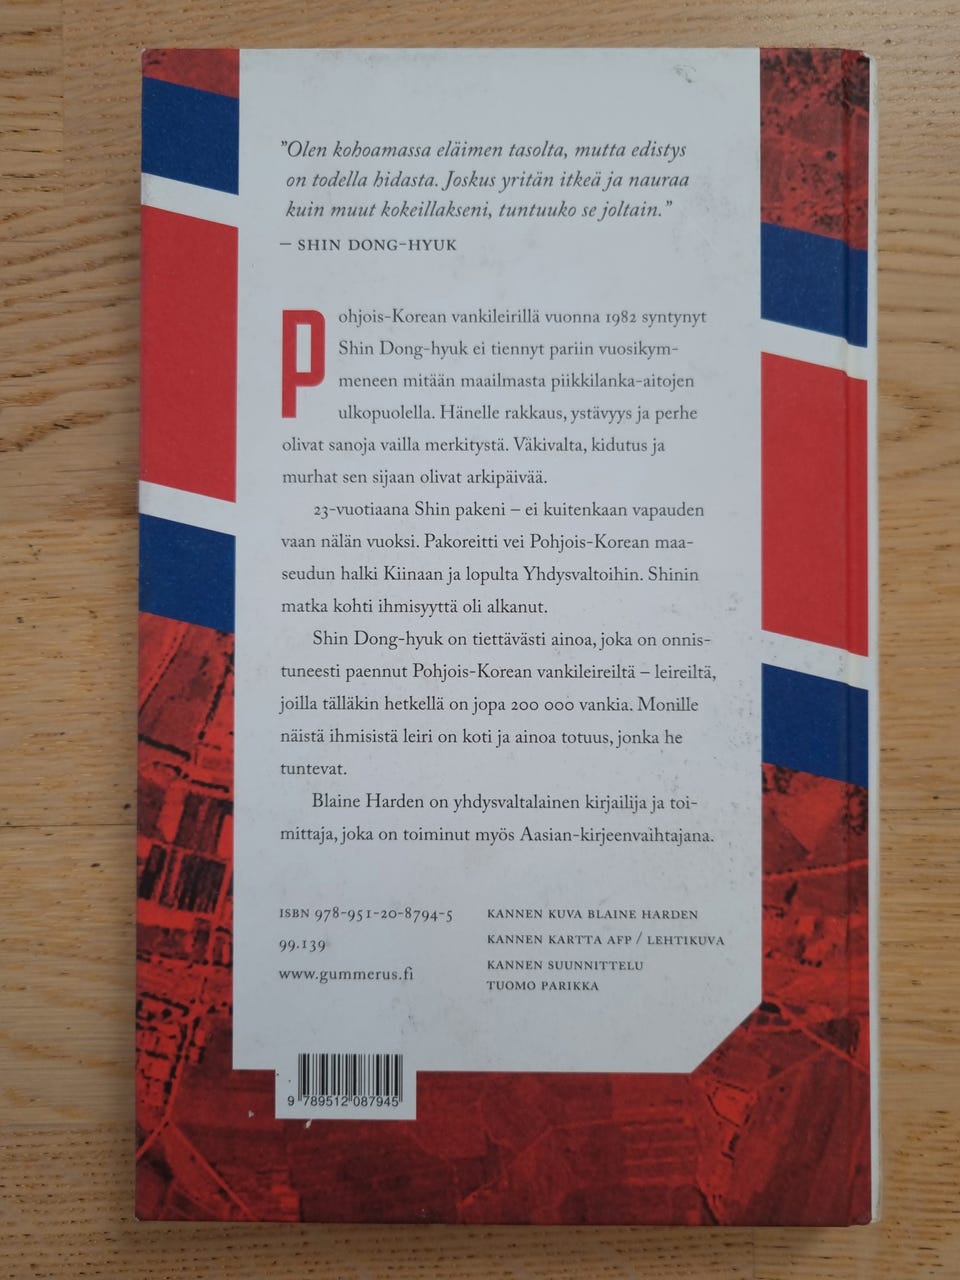 "Olen kohoamassa eläimen tasolta, mutta edistys
on todella hidasta. Joskus yritän itkeä ja nauraa
kuin muut kokeillakseni, tuntuuko se joltain."
– SHIN DONG-HYUK
Pohjois-Korean vankileirillä vuonna 1982 syntynyt
Shin Dong-hyuk ei tiennyt pariin vuosikym-
meneen mitään maailmasta piikkilanka-aitojen
ulkopuolella. Hänelle rakkaus, ystävyys ja perhe
olivat sanoja vailla merkitystä. Väkivalta, kidutus ja
murhat sen sijaan olivat arkipäivää.
23-vuotiaana Shin pakeni – ei kuitenkaan vapauden
vaan nälän vuoksi. Pakoreitti vei Pohjois-Korean maa-
seudun halki Kiinaan ja lopulta Yhdysvaltoihin. Shinin
matka kohti ihmisyyttä oli alkanut.
Shin Dong-hyuk on tiettävästi ainoa, joka on onnis-
tuneesti paennut Pohjois-Korean vankileireiltä – leireiltä,
joilla tälläkin hetkellä on jopa 200 000 vankia. Monille
näistä ihmisistä leiri on koti ja ainoa totuus, jonka he
tuntevat.
Blaine Harden on yhdysvaltalainen kirjailija ja toi-
mittaja, joka on toiminut myös Aasian-kirjeenvaihtajana.
ISBN 978-951-20-8794-5
99.139
www.gummerus.fi
KANNEN KUVA BLAINE HARDEN
KANNEN KARTTA AFP / LEHTIKUVA
KANNEN SUUNNITTELU
TUOMO PARIKKA
9 789512 087945